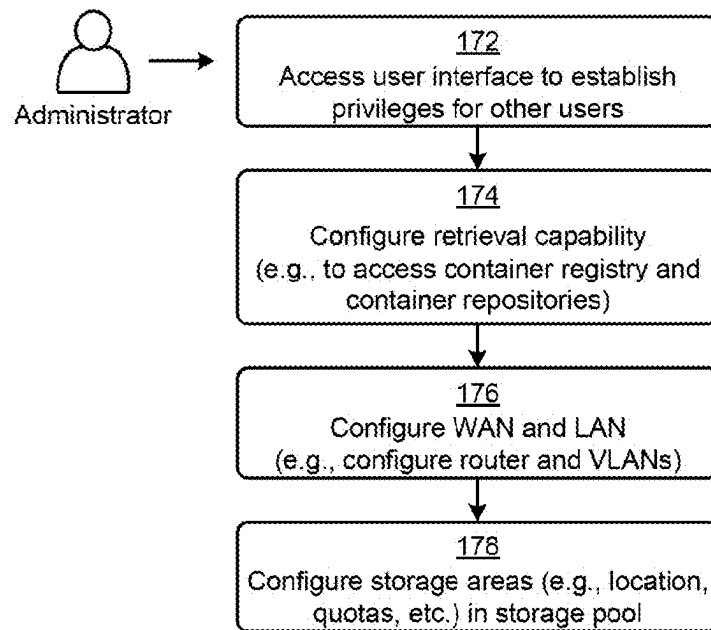 172
Access user interface to establish
privileges for other users
Administrator
174
Configure retrieval capability
(e.g., to access container registry and
container repositories)
176
Configure WAN and LAN
(e.g., configure router and VLANs)
178
Configure storage areas (e.g., location,
quotas, etc.) in storage pool